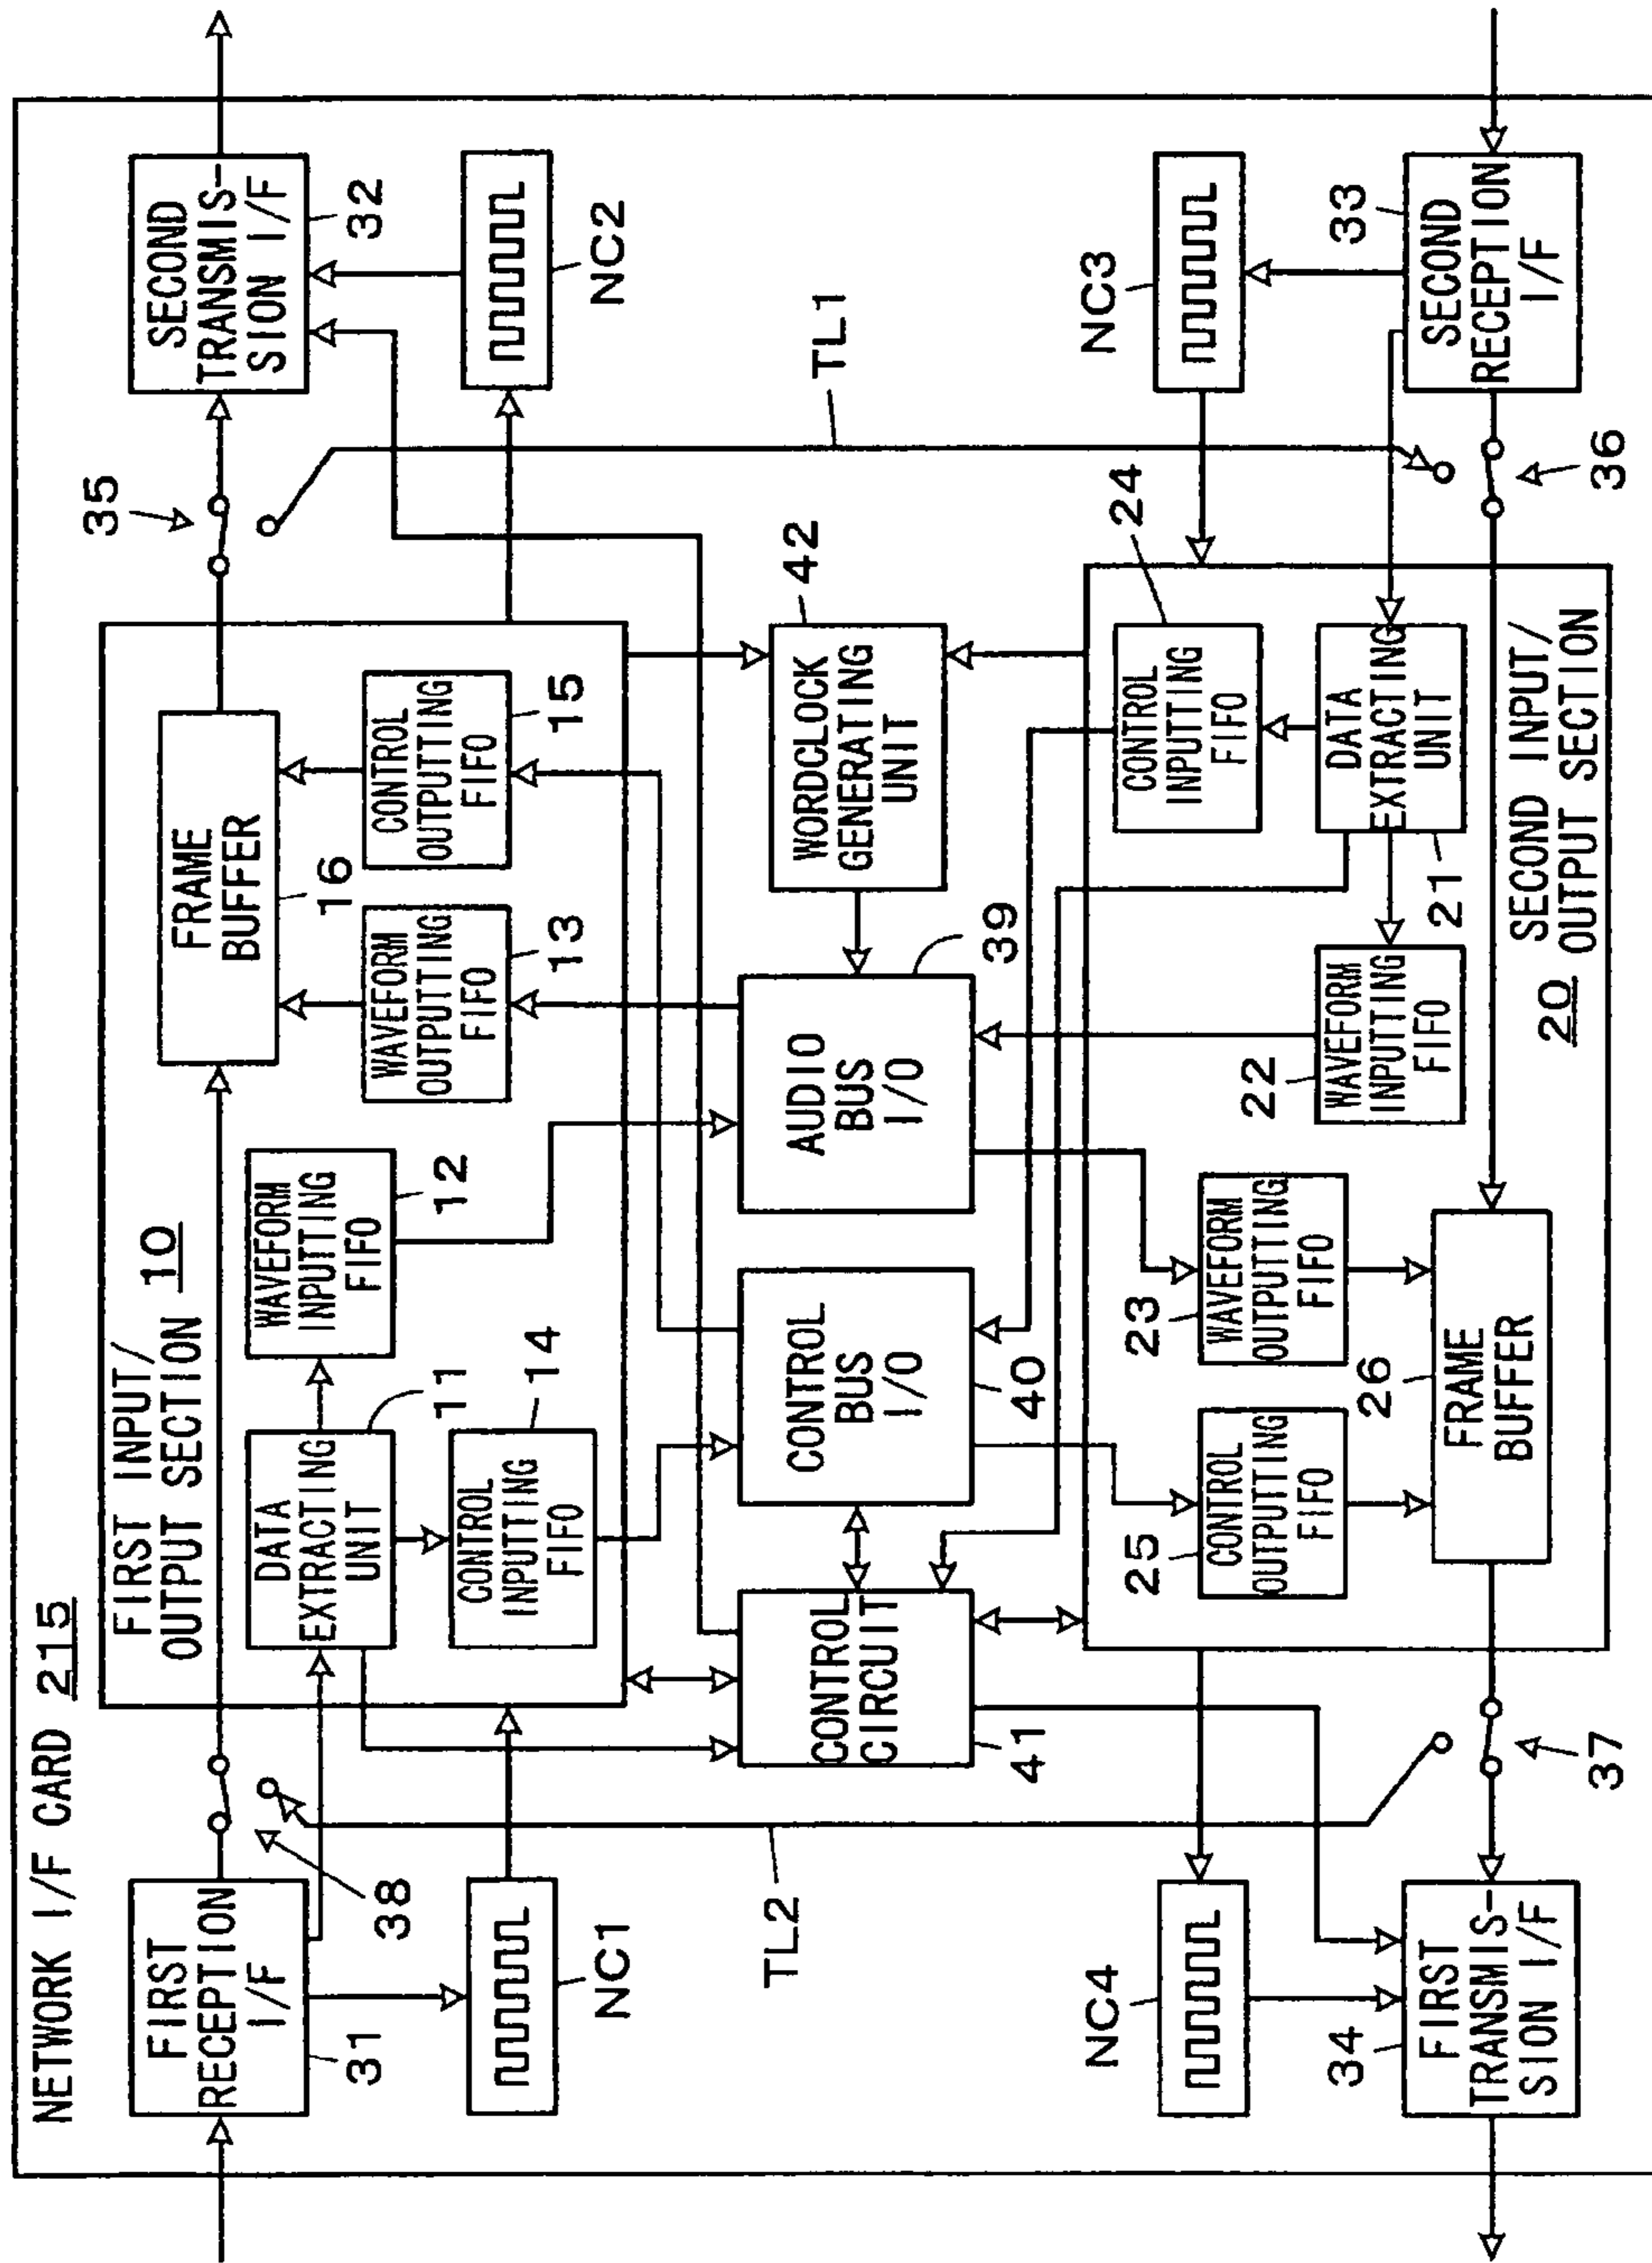 NETWORK I/F CARD 215
FIRST INPUT/
OUTPUT SECTION 10
FIRST
RECEPTION
I/F
31
38
NC1
DATA
EXTRACTING
UNIT
11
WAVEFORM
INPUTTING
FIFO
12
CONTROL
INPUTTING
FIFO
14
FRAME
BUFFER
16
WAVEFORM
OUTPUTTING
FIFO
13
CONTROL
OUTPUTTING
FIFO
15
35
SECOND
TRANSMIS-
SION I/F
32
NC2
TL2
CONTROL
CIRCUIT
41
CONTROL
BUS
I/O
40
AUDIO
BUS
I/O
39
WORDCLOCK
GENERATING
UNIT
42
TL1
NC4
FIRST
TRANSMIS-
SION I/F
34
37
25
CONTROL
OUTPUTTING
FIFO
23
WAVEFORM
OUTPUTTING
FIFO
26
FRAME
BUFFER
22
WAVEFORM
INPUTTING
FIFO
24
CONTROL
INPUTTING
FIFO
DATA
EXTRACTING
UNIT
21
SECOND INPUT/
20 OUTPUT SECTION
NC3
33
SECOND
RECEPTION
I/F
36